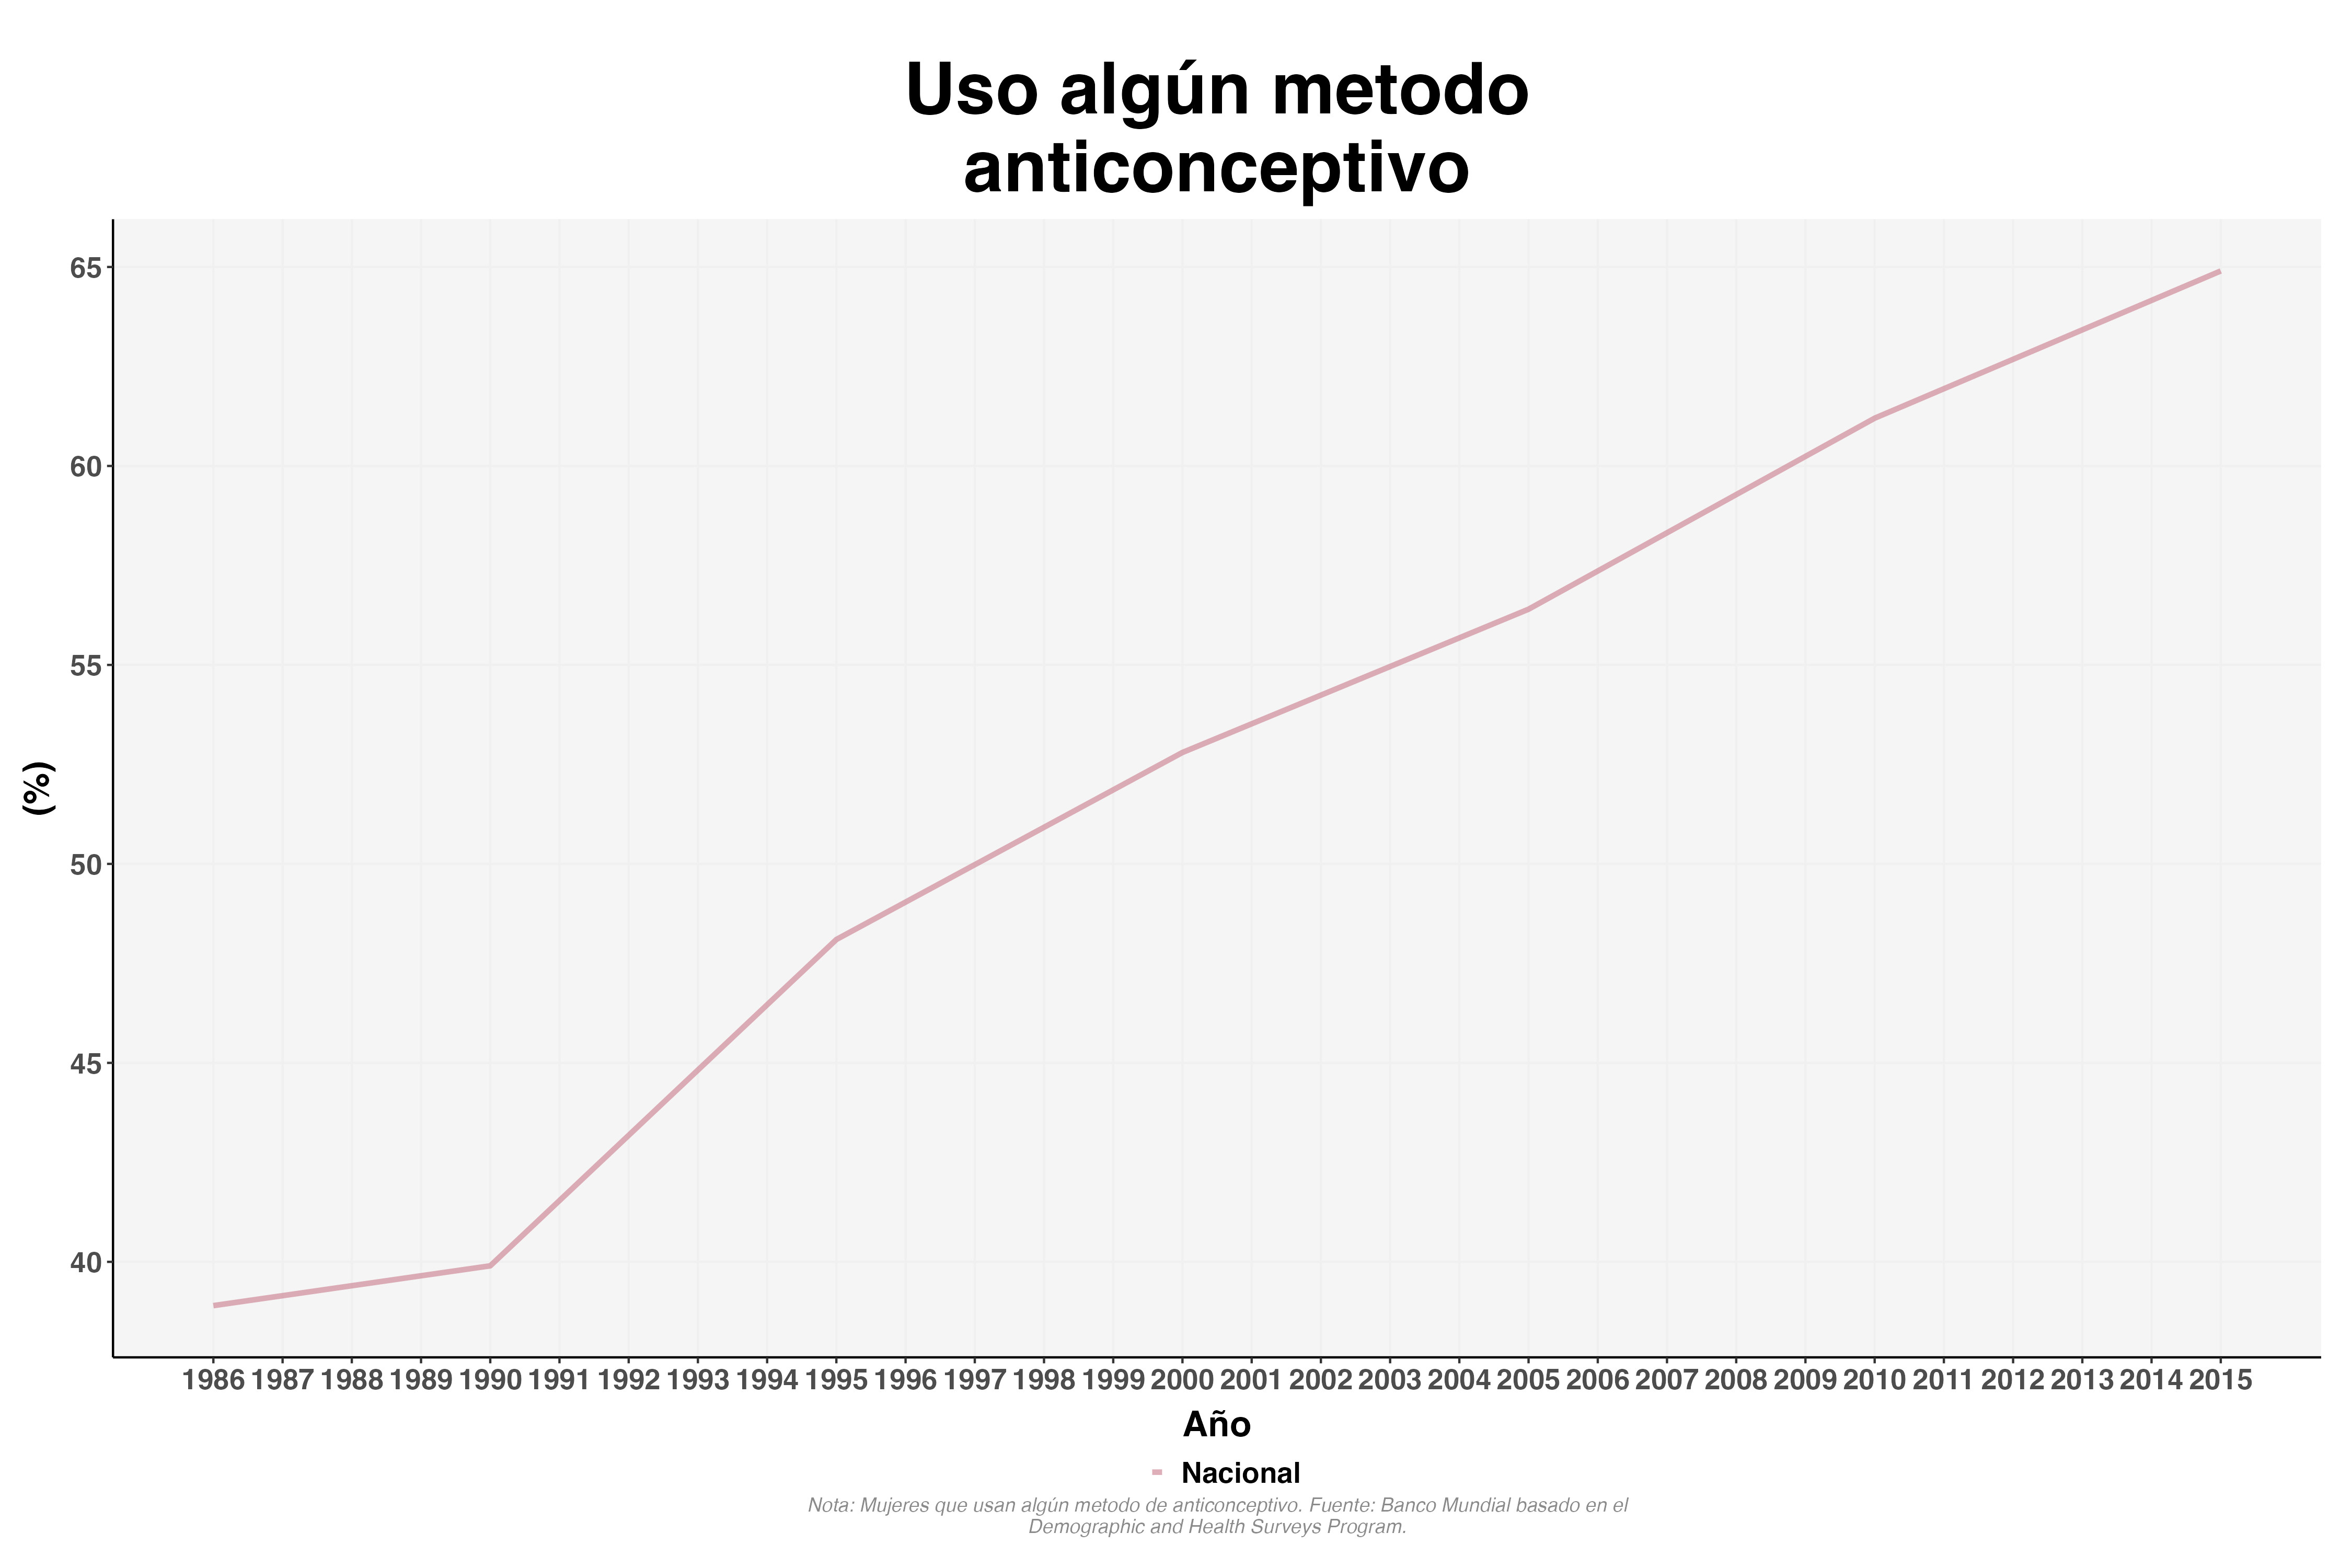 Uso algún metodo
anticonceptivo
65
60
55
50
45
40
(%)
1986 1987 1988 1989 1990 1991 1992 1993 1994 1995 1996 1997 1998 1999 2000 2001 2002 2003 2004 2005 2006 2007 2008 2009 2010 2011 2012 2013 2014 2015
Año
Nacional
Nota: Mujeres que usan algún metodo de anticonceptivo. Fuente: Banco Mundial basado en el
Demographic and Health Surveys Program.